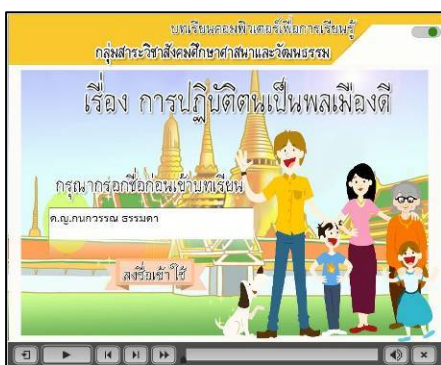 บทเรียนคอมพิวเตอร์เพื่อการเรียนรู้
กลุ่มสาระวิชาสังคมศึกษาศาสนาและวัฒนธรรม
เรื่อง การปฏิบัติตนเป็นพลเมืองดี
กรุณากรอกชื่อก่อนเข้าบทเรียน
ด.ญ.กนกวรรณ ธรรมดา
ลงชื่อเข้าใช้